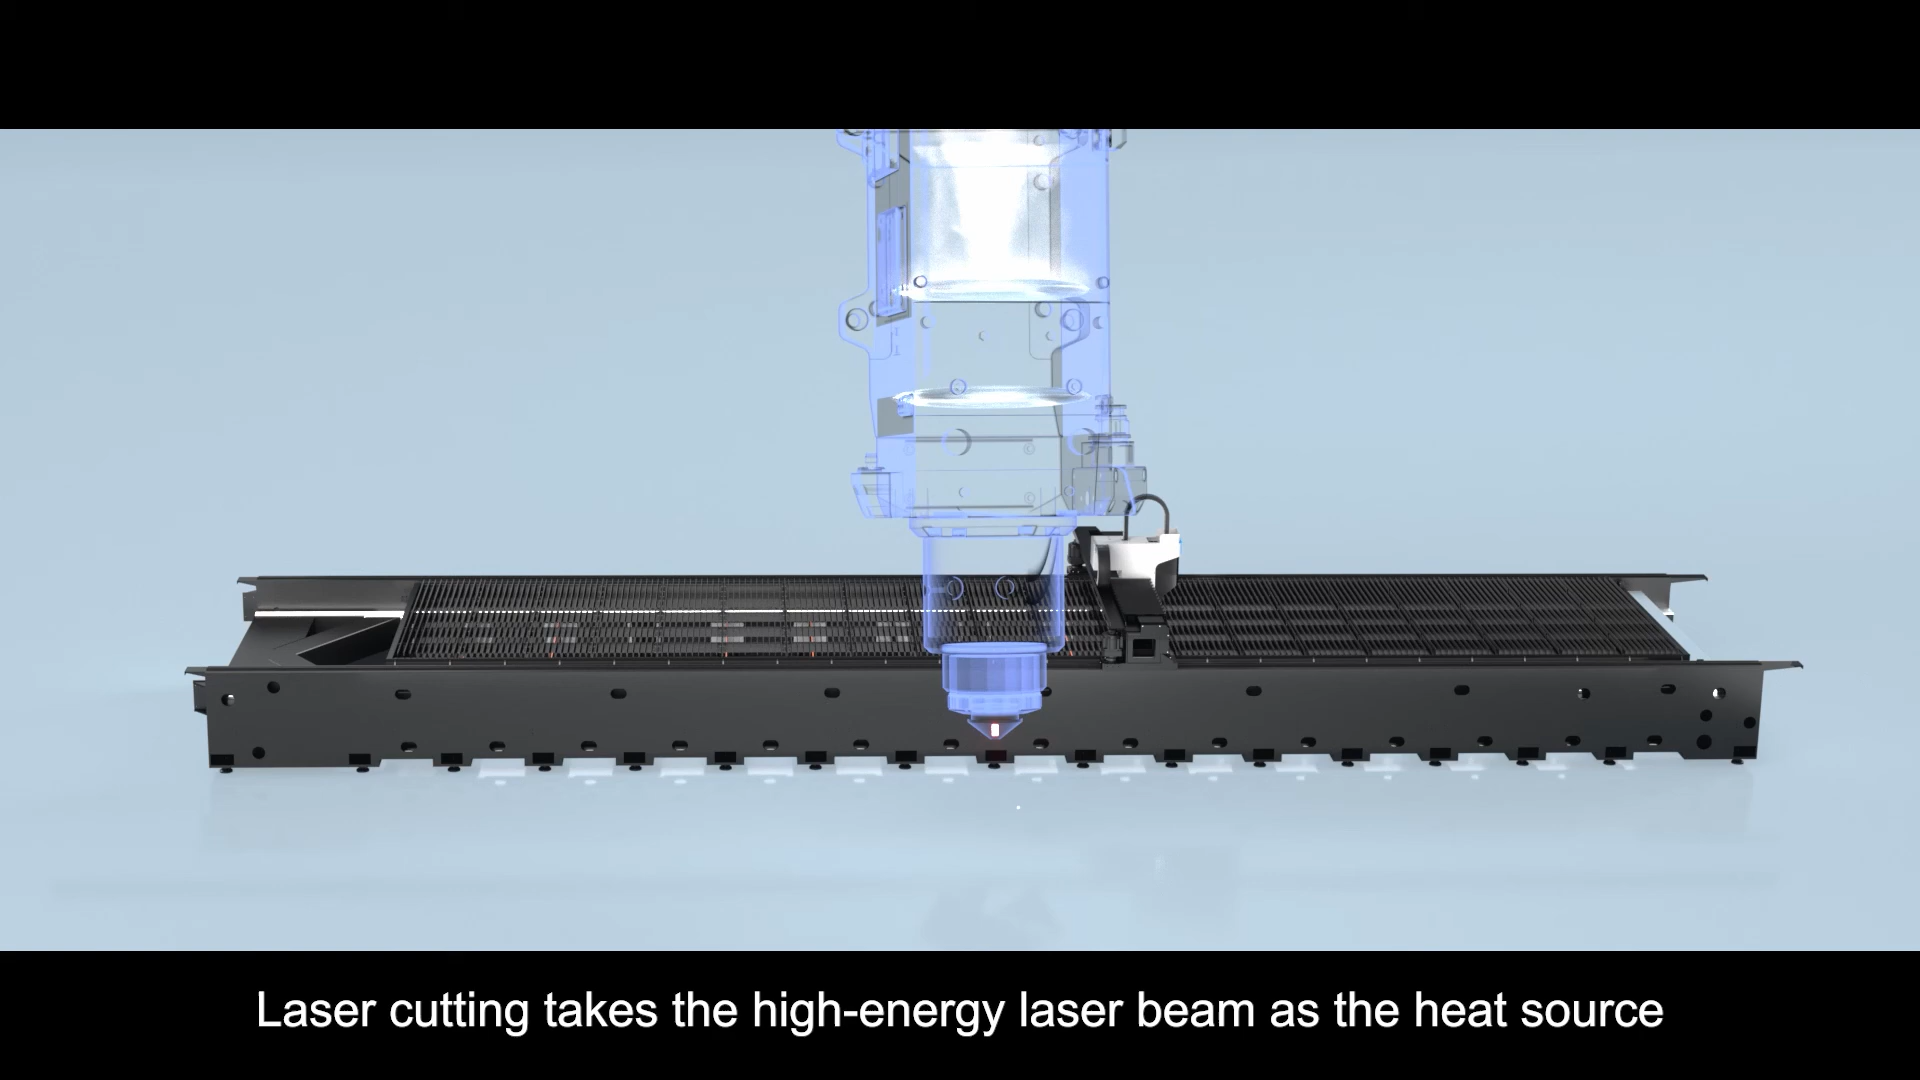 Laser cutting takes the high-energy laser beam as the heat source